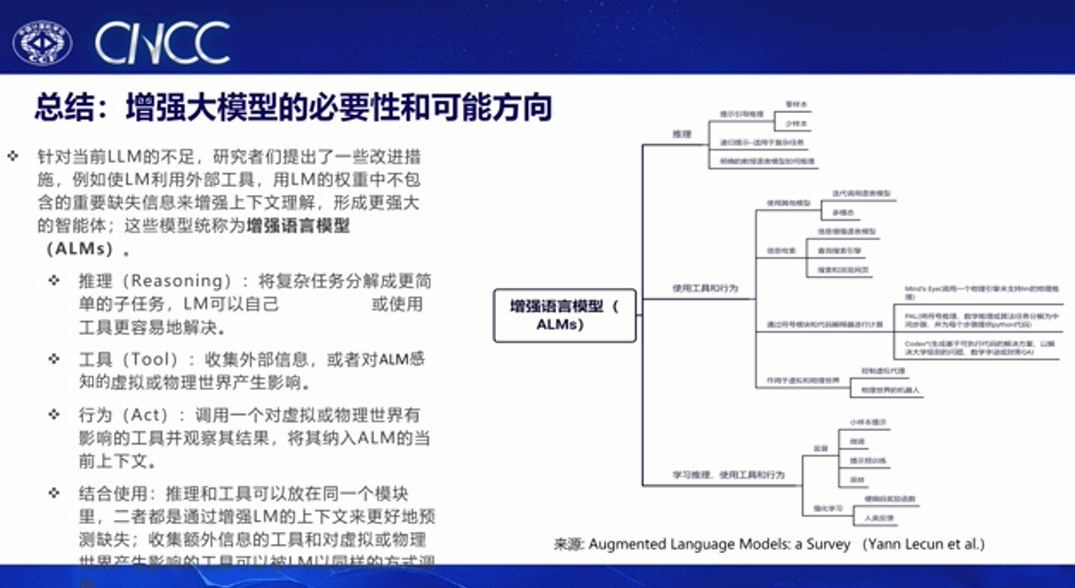 中国计算机学会
CCF
CNCC
总结：增强大模型的必要性和可能方向
❖ 针对当前LLM的不足，研究者们提出了一些改进措
施，例如使LM利用外部工具，用LM的权重中不包
含的重要缺失信息来增强上下文理解，形成更强大
的智能体；这些模型统称为增强语言模型
（ALMs）。
❖ 推理（Reasoning）：将复杂任务分解成更简
单的子任务，LM可以自己 或使用
工具更容易地解决。
❖ 工具（Tool）：收集外部信息，或者对ALM感
知的虚拟或物理世界产生影响。
❖ 行为（Act）：调用一个对虚拟或物理世界有
影响的工具并观察其结果，将其纳入ALM的当
前上下文。
❖ 结合使用：推理和工具可以放在同一个模块
里，二者都是通过增强LM的上下文来更好地预
测缺失；收集额外信息的工具和对虚拟或物理
世界产生影响的工具可以被LM以同样的方式调
增强语言模型（
ALMs）
推理
提示引导推理
零样本
少样本
递归提示-适用于复杂任务
明确的教授语言模型如何推理
使用工具和行为
使用其他模型
迭代调用语言模型
多模态
信息检索
信息增强语言模型
查询搜索引擎
搜索和浏览网页
通过符号模块和代码解释器进行计算
Mind's Eye(调用一个物理引擎来支持llm的物理推
理)
PAL(将符号推理、数学推理或算法任务分解为中
间步骤，并为每个步骤提供python代码)
Codex*(生成基于可执行代码的解决方案，以解
决大学级别的问题、数学字谜或财务QA)
作用于虚拟和物理世界
控制虚拟代理
物理世界的机器人
学习推理、使用工具和行为
监督
小样本提示
微调
提示预训练
强化学习
硬编码奖励函数
人类反馈
来源: Augmented Language Models: a Survey （Yann Lecun et al.）